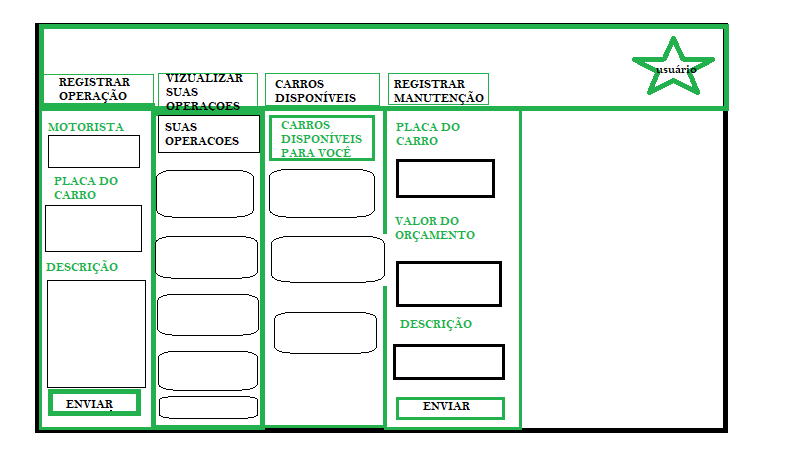 usuário
REGISTRAR
OPERAÇÃO
VIZUALIZAR
SUAS
OPERAÇOES
CARROS
DISPONÍVEIS
REGISTRAR
MANUTENÇÃO
MOTORISTA
PLACA DO
CARRO
DESCRIÇÃO
ENVIAR
SUAS
OPERACOES
CARROS
DISPONÍVEIS
PARA VOCÊ
PLACA DO
CARRO
VALOR DO
ORÇAMENTO
DESCRIÇÃO
ENVIAR